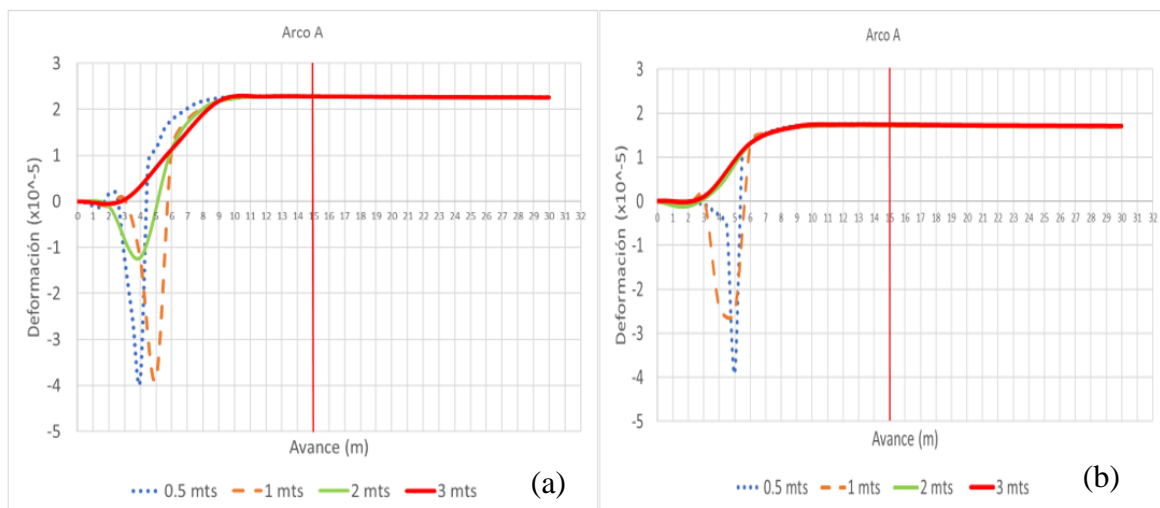 Arco A
3
2
1
0
-1
-2
-3
-4
-5
0 1 2 3 4 5 6 7 8 9 10 11 12 13 14 15 16 17 18 19 20 21 22 23 24 25 26 27 28 29 30 31 32
Deformación (x10^-5)
Avance (m)
0.5 mts 1 mts 2 mts 3 mts
(a)
Arco A
3
2
1
0
-1
-2
-3
-4
-5
0 1 2 3 4 5 6 7 8 9 10 11 12 13 14 15 16 17 18 19 20 21 22 23 24 25 26 27 28 29 30 31 32
Deformación (x10^-5)
Avance (m)
0.5 mts 1 mts 2 mts 3 mts
(b)